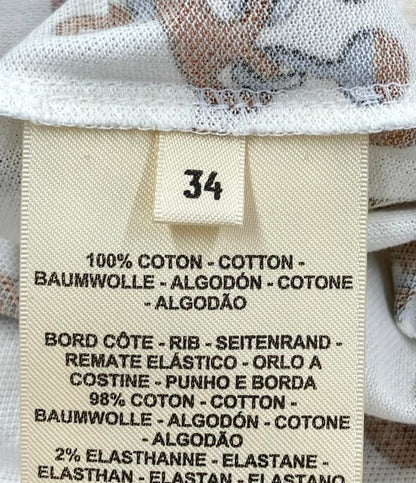 34
100% COTON - COTTON -
BAUMWOLLE - ALGODÓN - COTONE
- ALGODÃO
BORD CÔTE - RIB - SEITENRAND -
REMATE ELÁSTICO - ORLO A
COSTINE - PUNHO E BORDA
98% COTON - COTTON -
BAUMWOLLE - ALGODÓN - COTONE
- ALGODÃO
2% ELASTHANNE - ELASTANE -
ELASTHAN - ELASTAN - ELASTANO